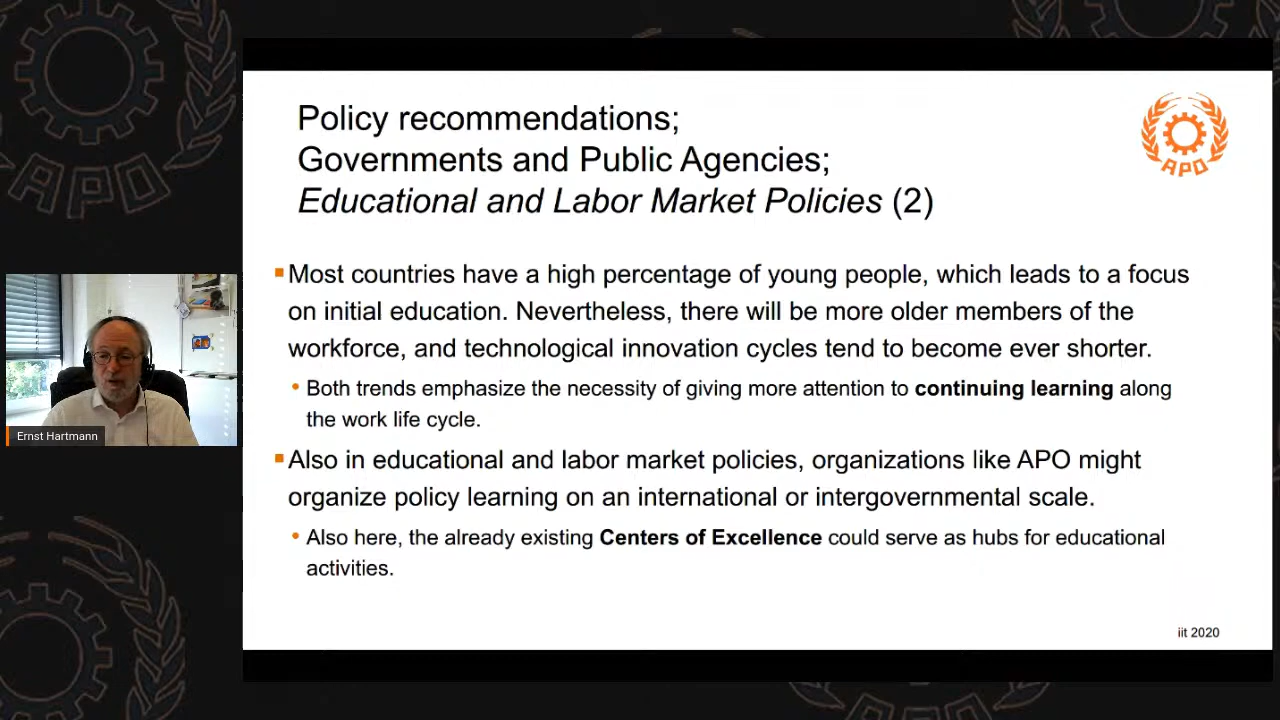 Policy recommendations;
Governments and Public Agencies;
Educational and Labor Market Policies (2)
APO
Most countries have a high percentage of young people, which leads to a focus
on initial education. Nevertheless, there will be more older members of the
workforce, and technological innovation cycles tend to become ever shorter.
Both trends emphasize the necessity of giving more attention to continuing learning along
the work life cycle.
Also in educational and labor market policies, organizations like APO might
organize policy learning on an international or intergovernmental scale.
Also here, the already existing Centers of Excellence could serve as hubs for educational
activities.
iit 2020
Ernst Hartmann
APO